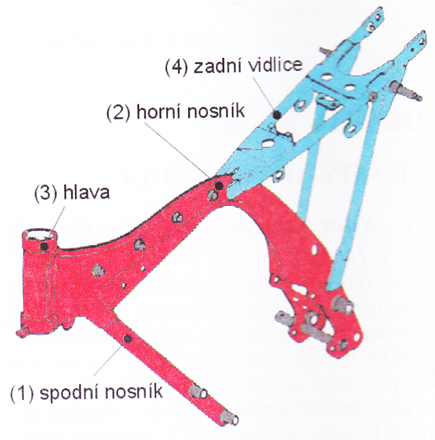 (4) zadní vidlice
(2) horní nosník
(3) hlava
(1) spodní nosník